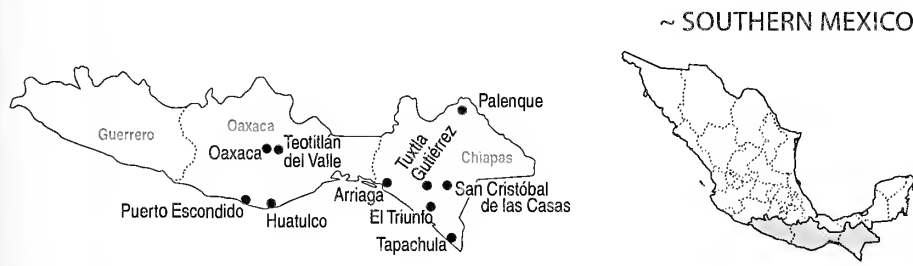 ~ SOUTHERN MEXICO
Palenque
Guerrero
Oaxaca
Oaxaca
Teotitlán
del Valle
Tuxtla
Gutiérrez
Chiapas
Arriaga
San Cristóbal
de las Casas
Puerto Escondido
Huatulco
El Triunfo
Tapachula